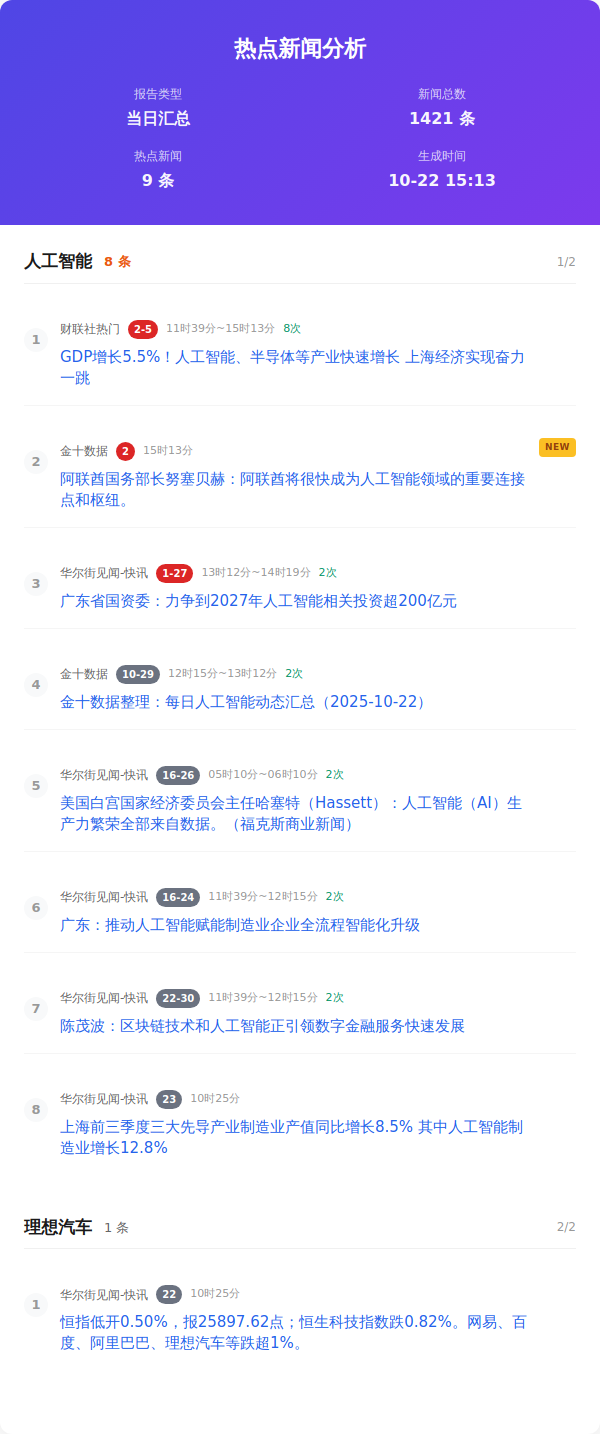 热点新闻分析
报告类型
新闻总数
当日汇总
1421 条
热点新闻
生成时间
9 条
10-22 15:13
人工智能 8 条 1/2
1
财联社热门 2-5 11时39分~15时13分 8次
GDP增长5.5%！人工智能、半导体等产业快速增长 上海经济实现奋力
一跳
2
金十数据 2 15时13分 NEW
阿联酋国务部长努塞贝赫：阿联酋将很快成为人工智能领域的重要连接
点和枢纽。
3
华尔街见闻-快讯 1-27 13时12分~14时19分 2次
广东省国资委：力争到2027年人工智能相关投资超200亿元
4
金十数据 10-29 12时15分~13时12分 2次
金十数据整理：每日人工智能动态汇总（2025-10-22）
5
华尔街见闻-快讯 16-26 05时10分~06时10分 2次
美国白宫国家经济委员会主任哈塞特（Hassett）：人工智能（AI）生
产力繁荣全部来自数据。（福克斯商业新闻）
6
华尔街见闻-快讯 16-24 11时39分~12时15分 2次
广东：推动人工智能赋能制造业企业全流程智能化升级
7
华尔街见闻-快讯 22-30 11时39分~12时15分 2次
陈茂波：区块链技术和人工智能正引领数字金融服务快速发展
8
华尔街见闻-快讯 23 10时25分
上海前三季度三大先导产业制造业产值同比增长8.5% 其中人工智能制
造业增长12.8%
理想汽车 1 条 2/2
1
华尔街见闻-快讯 22 10时25分
恒指低开0.50%，报25897.62点；恒生科技指数跌0.82%。网易、百
度、阿里巴巴、理想汽车等跌超1%。